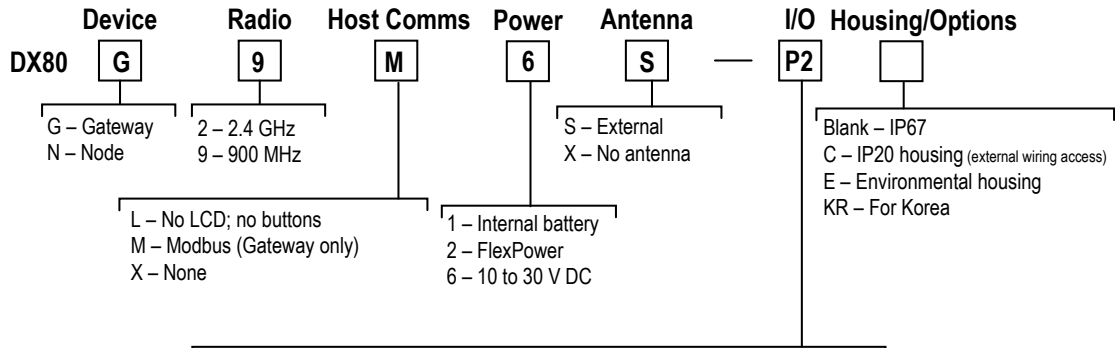 Device Radio Host Comms Power Antenna I/O Housing/Options
DX80 G 9 M 6 S — P2
G – Gateway
N – Node
2 – 2.4 GHz
9 – 900 MHz
S – External
X – No antenna
Blank – IP67
C – IP20 housing (external wiring access)
E – Environmental housing
KR – For Korea
L – No LCD; no buttons
M – Modbus (Gateway only)
X – None
1 – Internal battery
2 – FlexPower
6 – 10 to 30 V DC